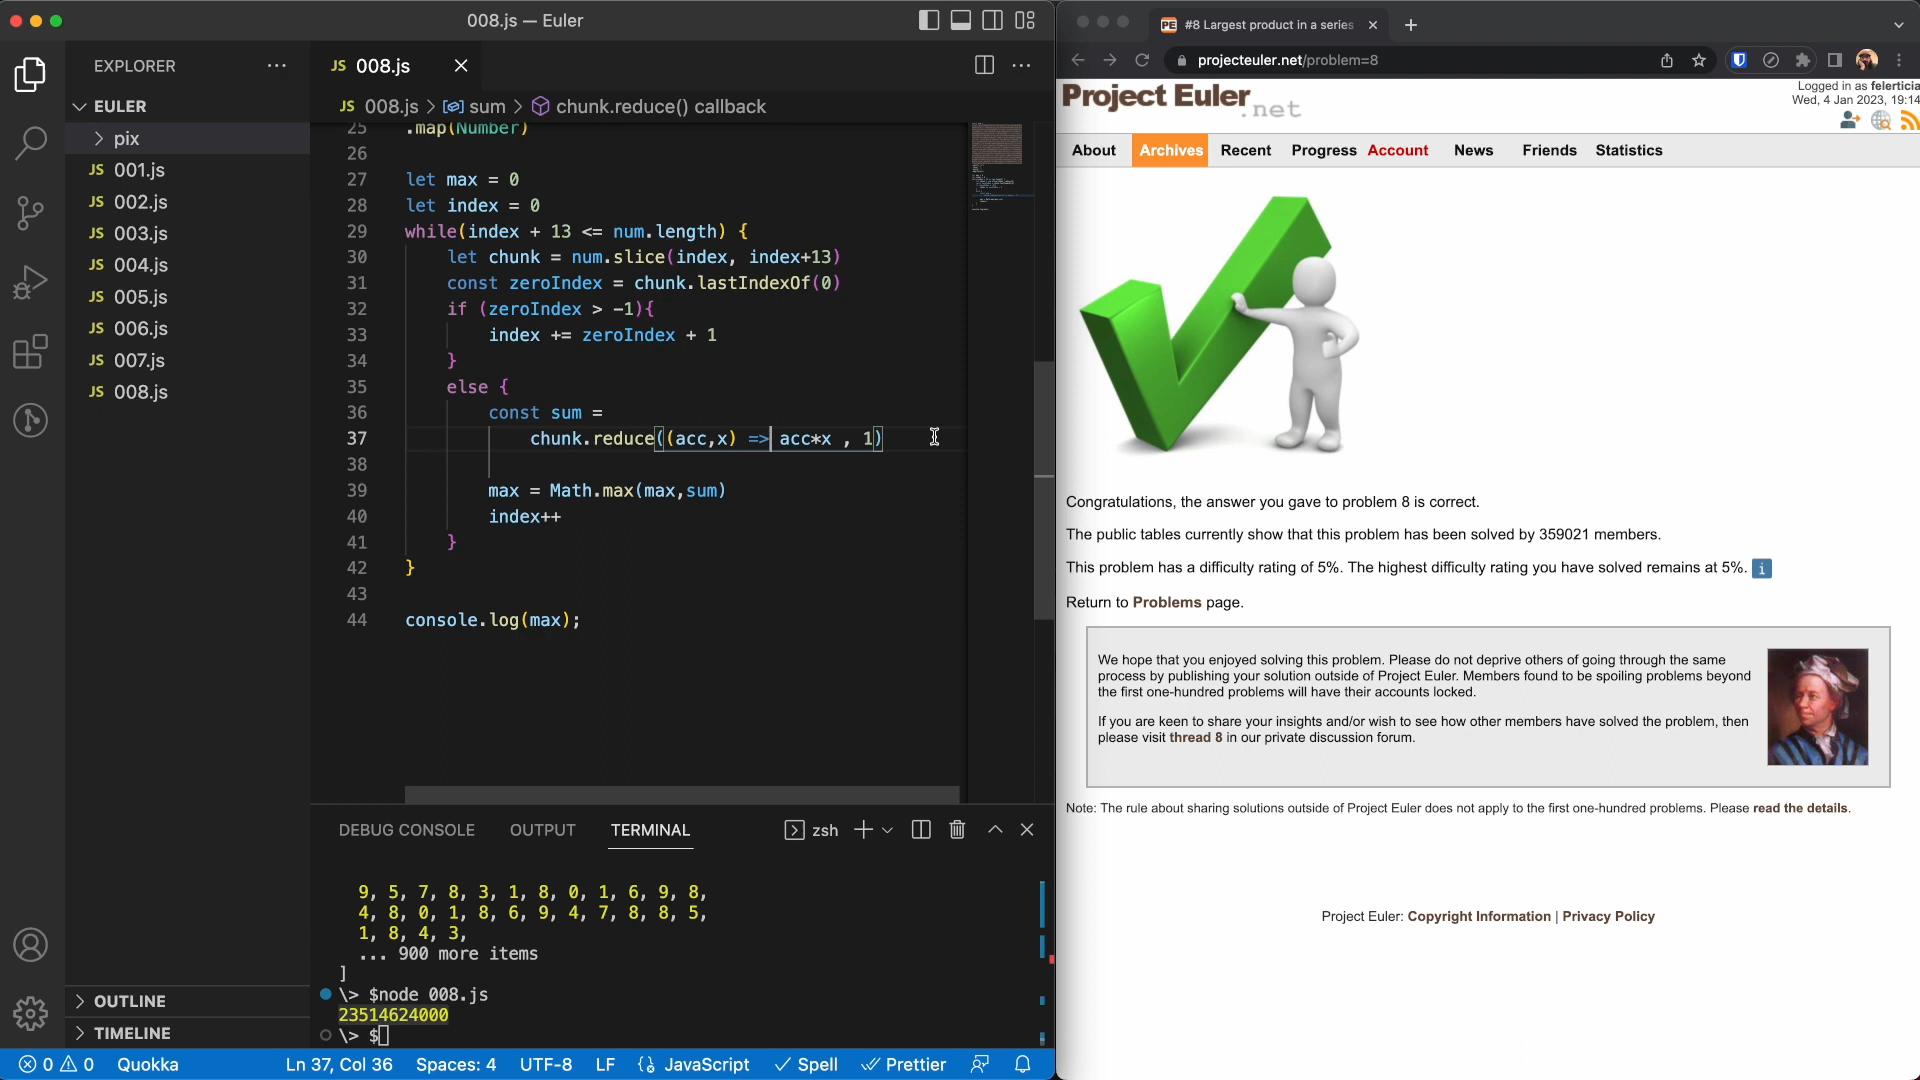 008.js — Euler
EXPLORER
EULER
pix
JS 001.js
JS 002.js
JS 003.js
JS 004.js
JS 005.js
JS 006.js
JS 007.js
JS 008.js
OUTLINE
TIMELINE
JS 008.js
JS 008.js > sum > chunk.reduce() callback
25 .map(Number)
26
27 let max = 0
28 let index = 0
29 while(index + 13 <= num.length) {
30 let chunk = num.slice(index, index+13)
31 const zeroIndex = chunk.lastIndexOf(0)
32 if (zeroIndex > -1){
33 index += zeroIndex + 1
34 }
35 else {
36 const sum =
37 chunk.reduce((acc,x) => acc*x , 1)
38
39 max = Math.max(max,sum)
40 index++
41 }
42 }
43
44 console.log(max);
DEBUG CONSOLE OUTPUT TERMINAL zsh
9, 5, 7, 8, 3, 1, 8, 0, 1, 6, 9, 8,
4, 8, 0, 1, 8, 6, 9, 4, 7, 8, 8, 5,
1, 8, 4, 3,
... 900 more items
]
\> $node 008.js
23514624000
\> $
0 0 Quokka Ln 37, Col 36 Spaces: 4 UTF-8 LF JavaScript Spell Prettier
PE #8 Largest product in a series
projecteuler.net/problem=8
Project Euler.net
Logged in as felerticia
Wed, 4 Jan 2023, 19:14
About Archives Recent Progress Account News Friends Statistics
Congratulations, the answer you gave to problem 8 is correct.
The public tables currently show that this problem has been solved by 359021 members.
This problem has a difficulty rating of 5%. The highest difficulty rating you have solved remains at 5%. i
Return to Problems page.
We hope that you enjoyed solving this problem. Please do not deprive others of going through the same
process by publishing your solution outside of Project Euler. Members found to be spoiling problems beyond
the first one-hundred problems will have their accounts locked.
If you are keen to share your insights and/or wish to see how other members have solved the problem, then
please visit thread 8 in our private discussion forum.
Note: The rule about sharing solutions outside of Project Euler does not apply to the first one-hundred problems. Please read the details.
Project Euler: Copyright Information | Privacy Policy